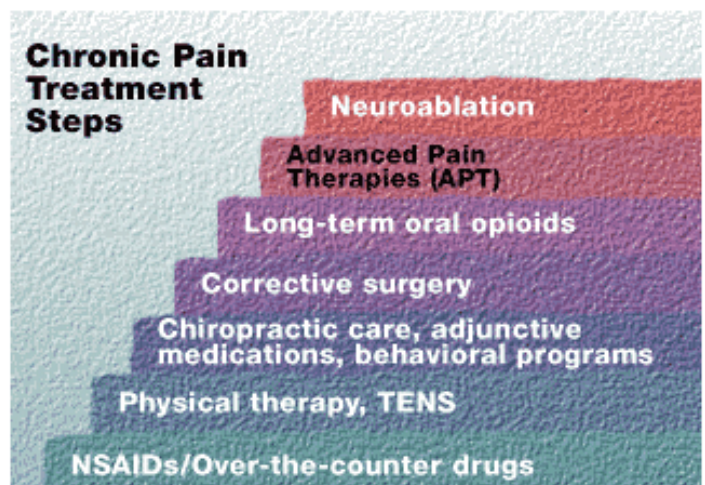 Chronic Pain
Treatment
Steps
Neuroablation
Advanced Pain
Therapies (APT)
Long-term oral opioids
Corrective surgery
Chiropractic care, adjunctive
medications, behavioral programs
Physical therapy, TENS
NSAIDs/Over-the-counter drugs